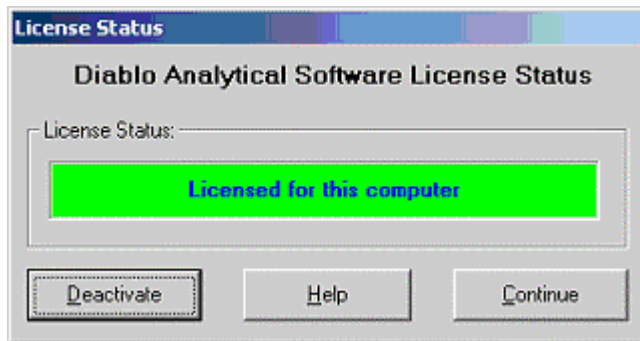 License Status
Diablo Analytical Software License Status
License Status:
Licensed for this computer
Deactivate
Help
Continue